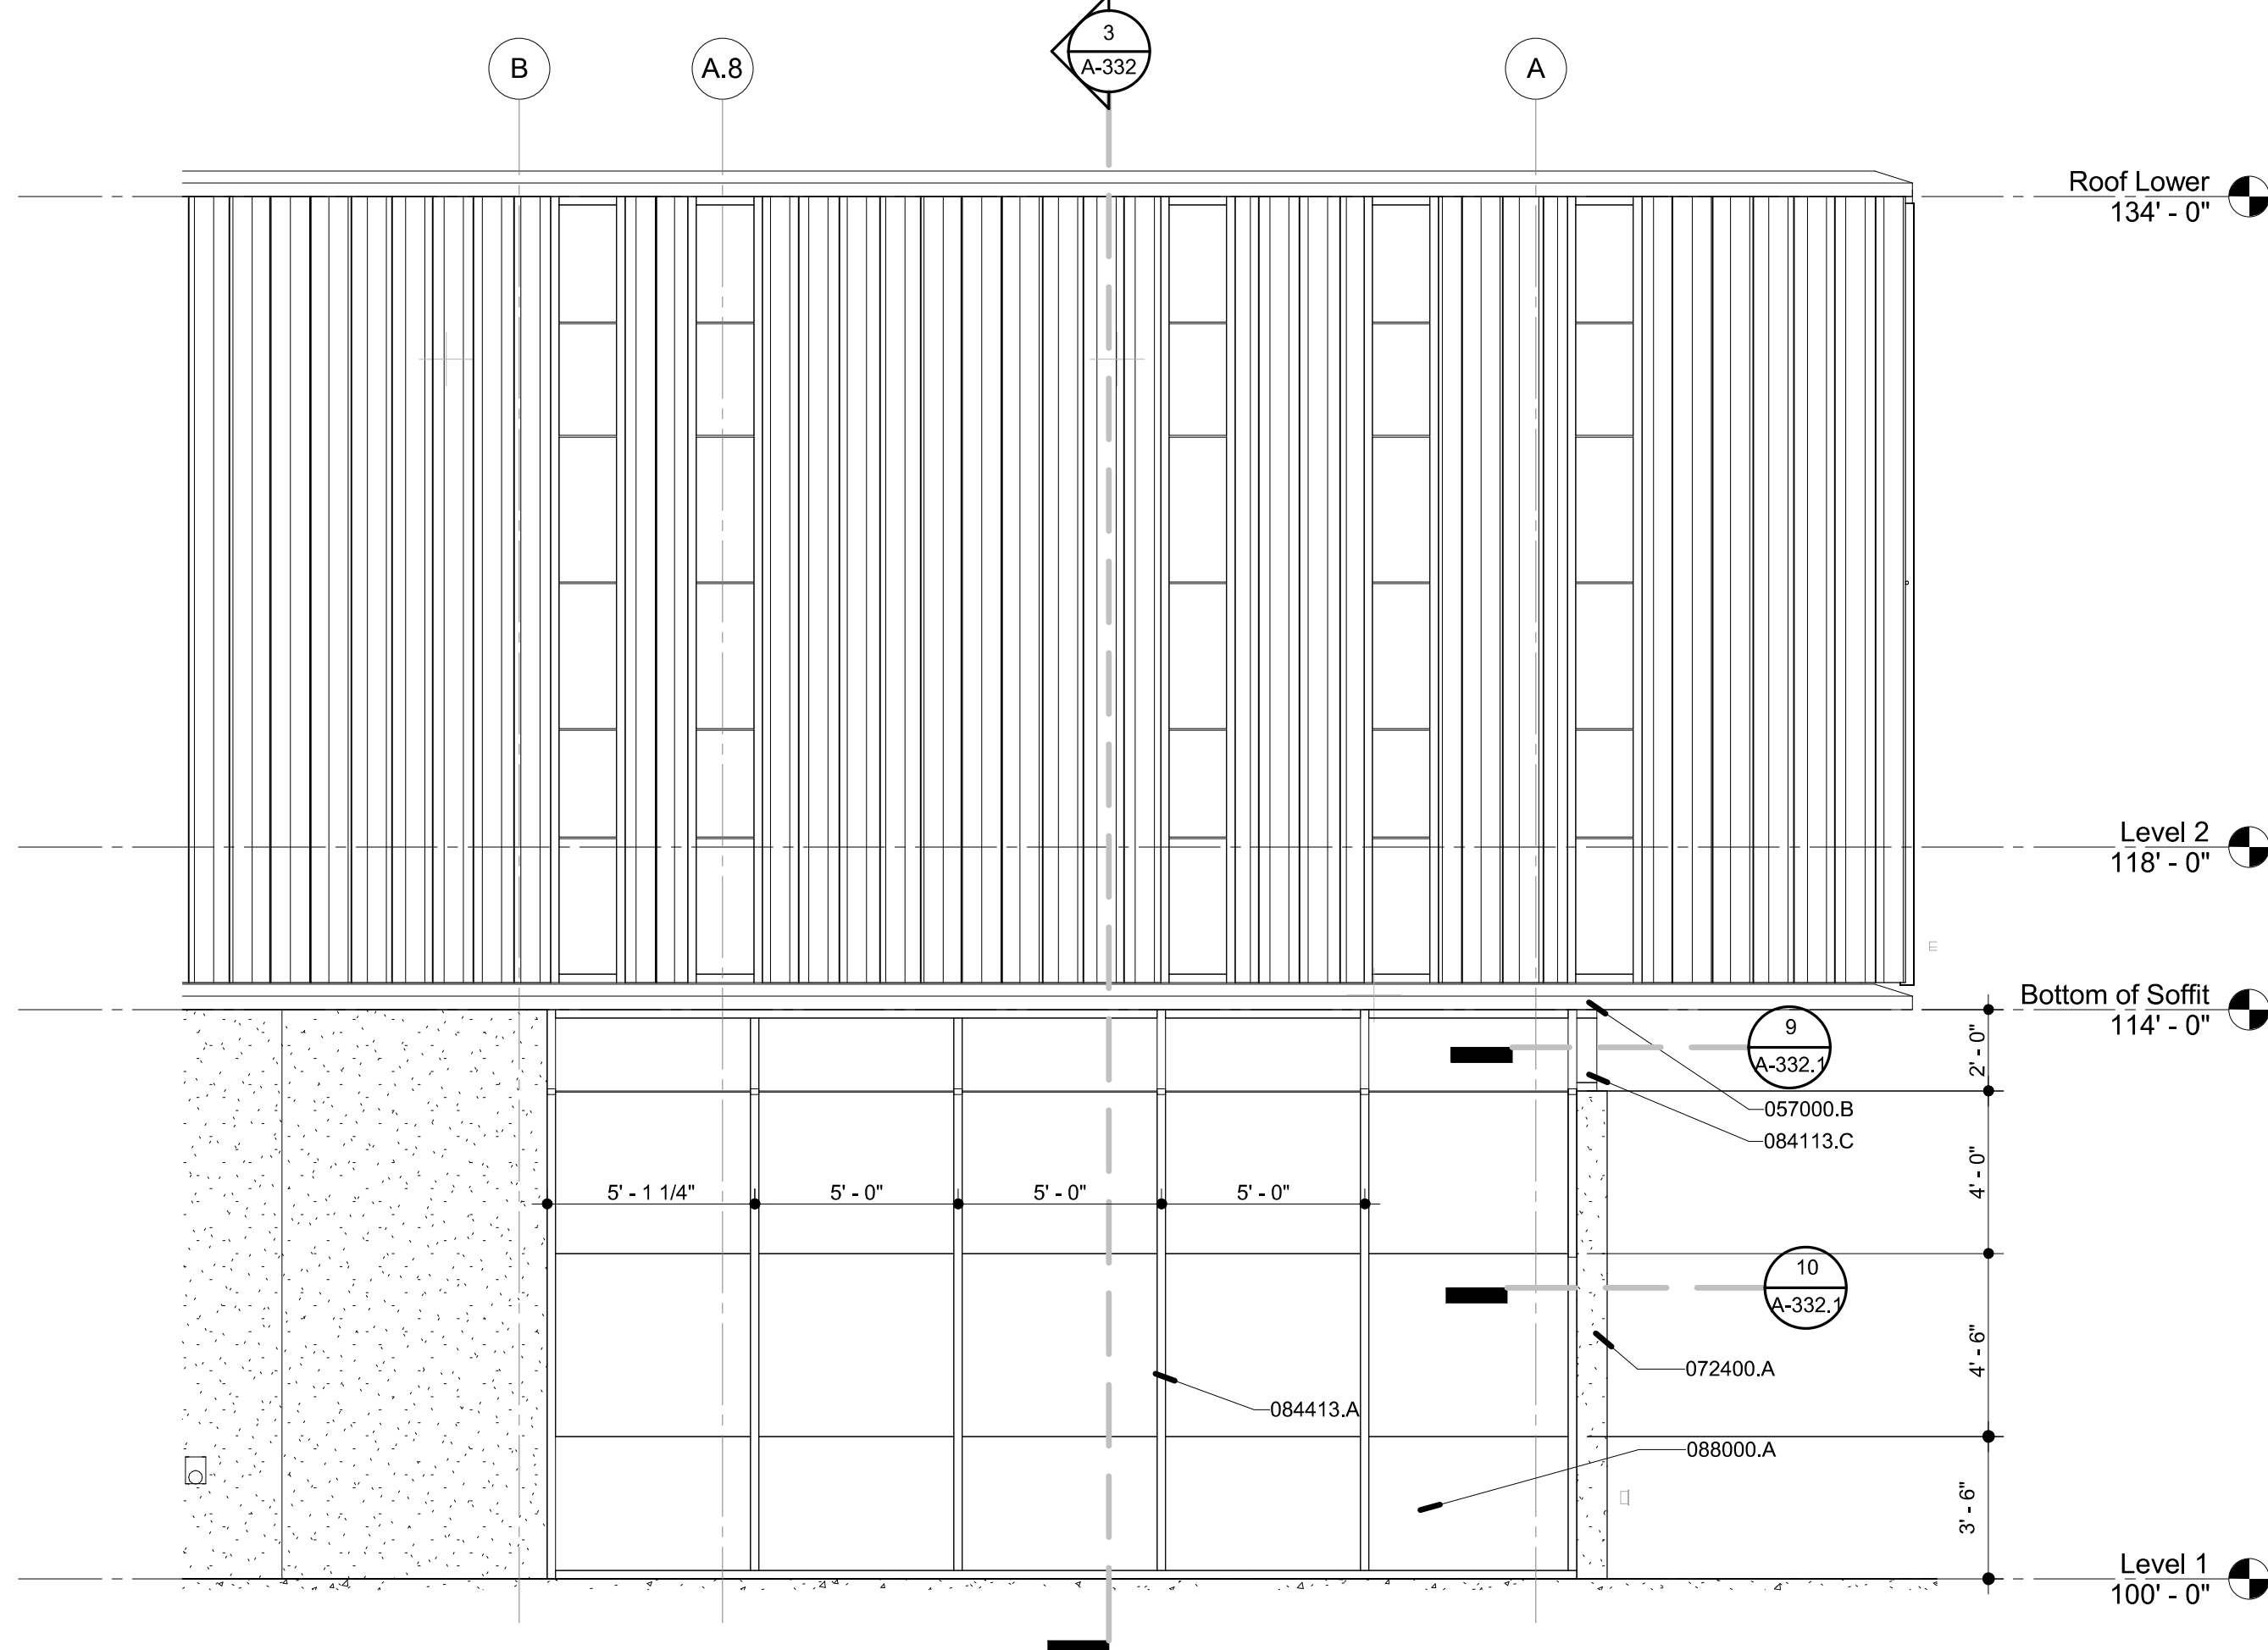 3
A-332
B
A.8
A
Roof Lower
134' - 0"
Level 2
118' - 0"
Bottom of Soffit
114' - 0"
9
A-332.1
2' - 0"
057000.B
084113.C
4' - 0"
5' - 1 1/4"
5' - 0"
5' - 0"
5' - 0"
10
A-332.1
4' - 6"
072400.A
084413.A
088000.A
3' - 6"
Level 1
100' - 0"